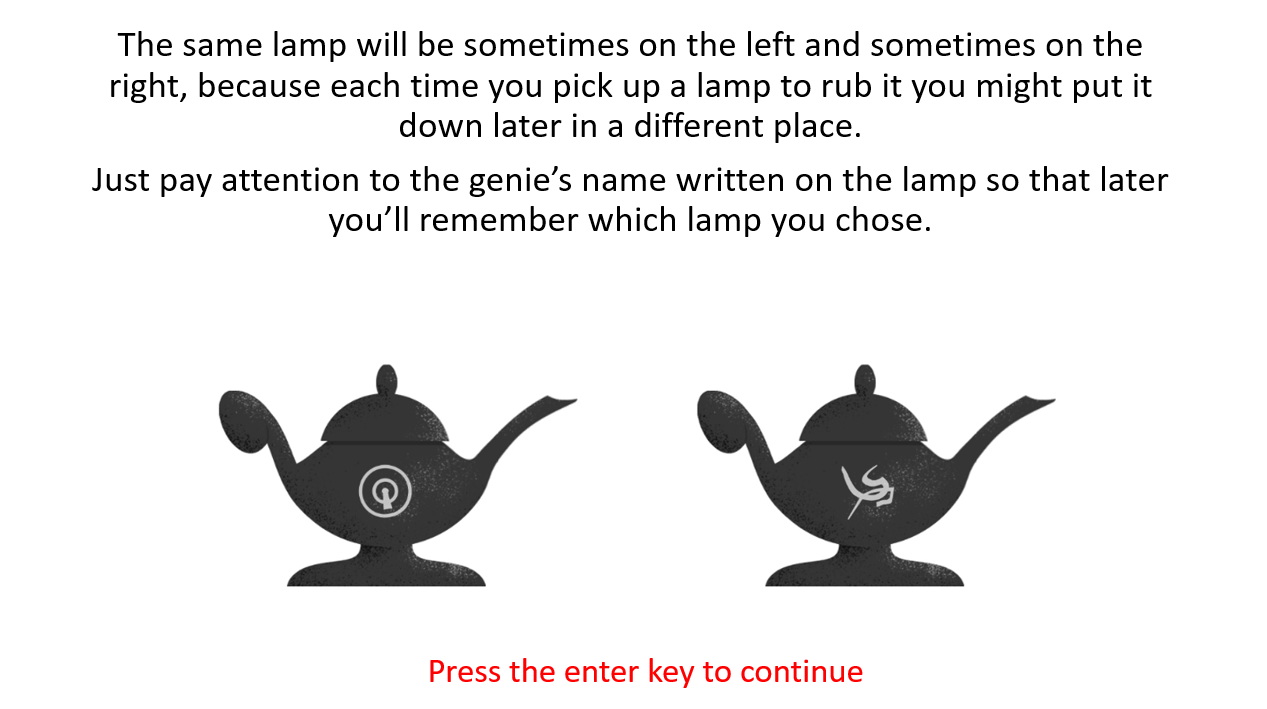 The same lamp will be sometimes on the left and sometimes on the
right, because each time you pick up a lamp to rub it you might put it
down later in a different place.
Just pay attention to the genie’s name written on the lamp so that later
you’ll remember which lamp you chose.
Press the enter key to continue